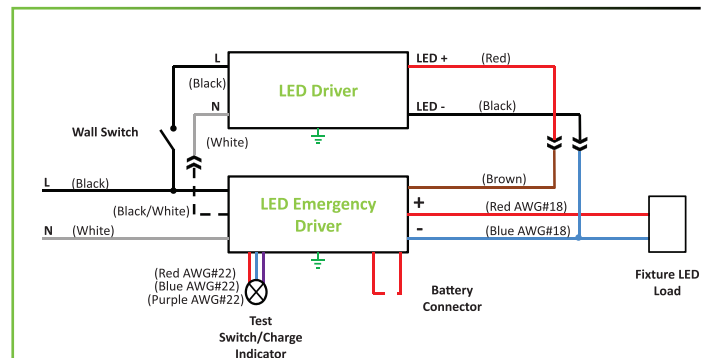 L
LED +
(Red)
(Black)
LED Driver
N
LED -
(Black)
Wall Switch
(White)
L
(Black)
(Brown)
(Black/White)
LED Emergency
Driver
+
(Red AWG#18)
N
(White)
-
(Blue AWG#18)
(Red AWG#22)
(Blue AWG#22)
(Purple AWG#22)
Battery
Connector
Fixture LED
Load
Test
Switch/Charge
Indicator